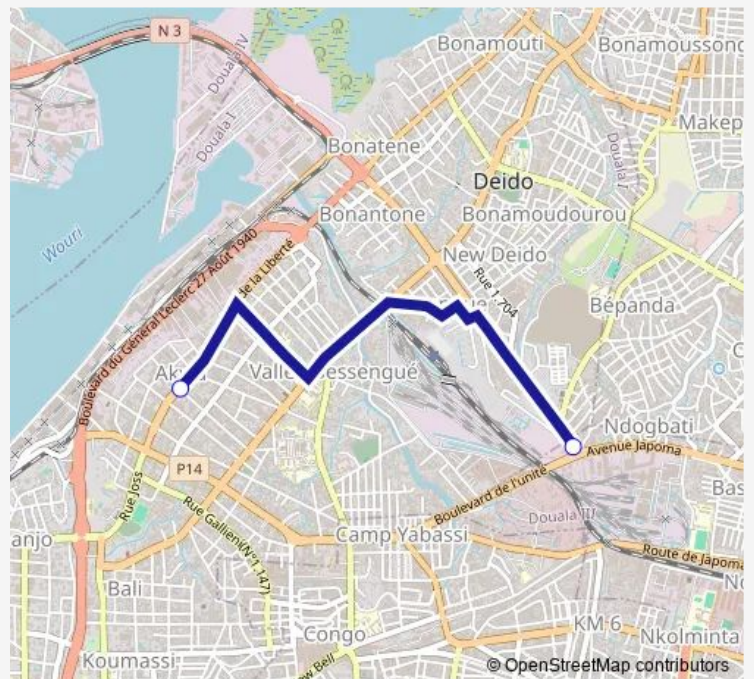 N 3
Bonamouti
Bonamoussono
Douala IV
Douala I
Makep
Bonatene
Douala I
Deido
Wouri
Bonantone
Bonamoudourou
New Deido
Boulevard du Général Leclerc 27 Août 1940
de la Liberté
Rue 1.704
Bépanda
Akwa
Vallée Bessengué
Ndogbati
Avenue Japoma
P14
Boulevard de l'unité
Rue Joss
Rue Gallieni(N°1.147)
Douala III
Bas
anjo
Camp Yabassi
Route de Japoma
Bali
KM 6
Congo
Nkolminta
Koumassi
w Bell
© OpenStreetMap contributors